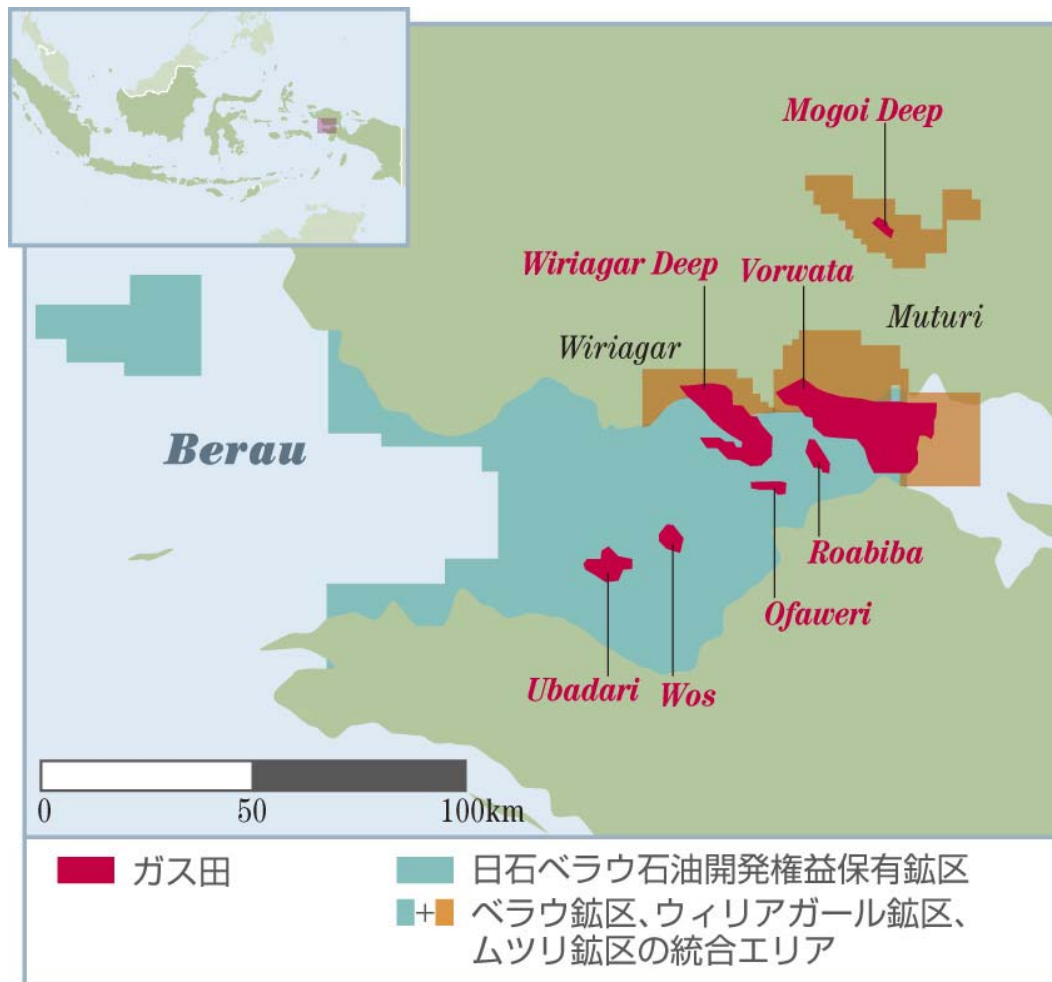 Mogoi Deep
Wiriagar Deep
Vorwata
Muturi
Wiriagar
Berau
Roabiba
Ofaweri
Ubadari
Wos
0
50
100km
ガス田
日石ベラウ石油開発権益保有鉱区
+
ベラウ鉱区、ウィリアガール鉱区、
ムツリ鉱区の統合エリア